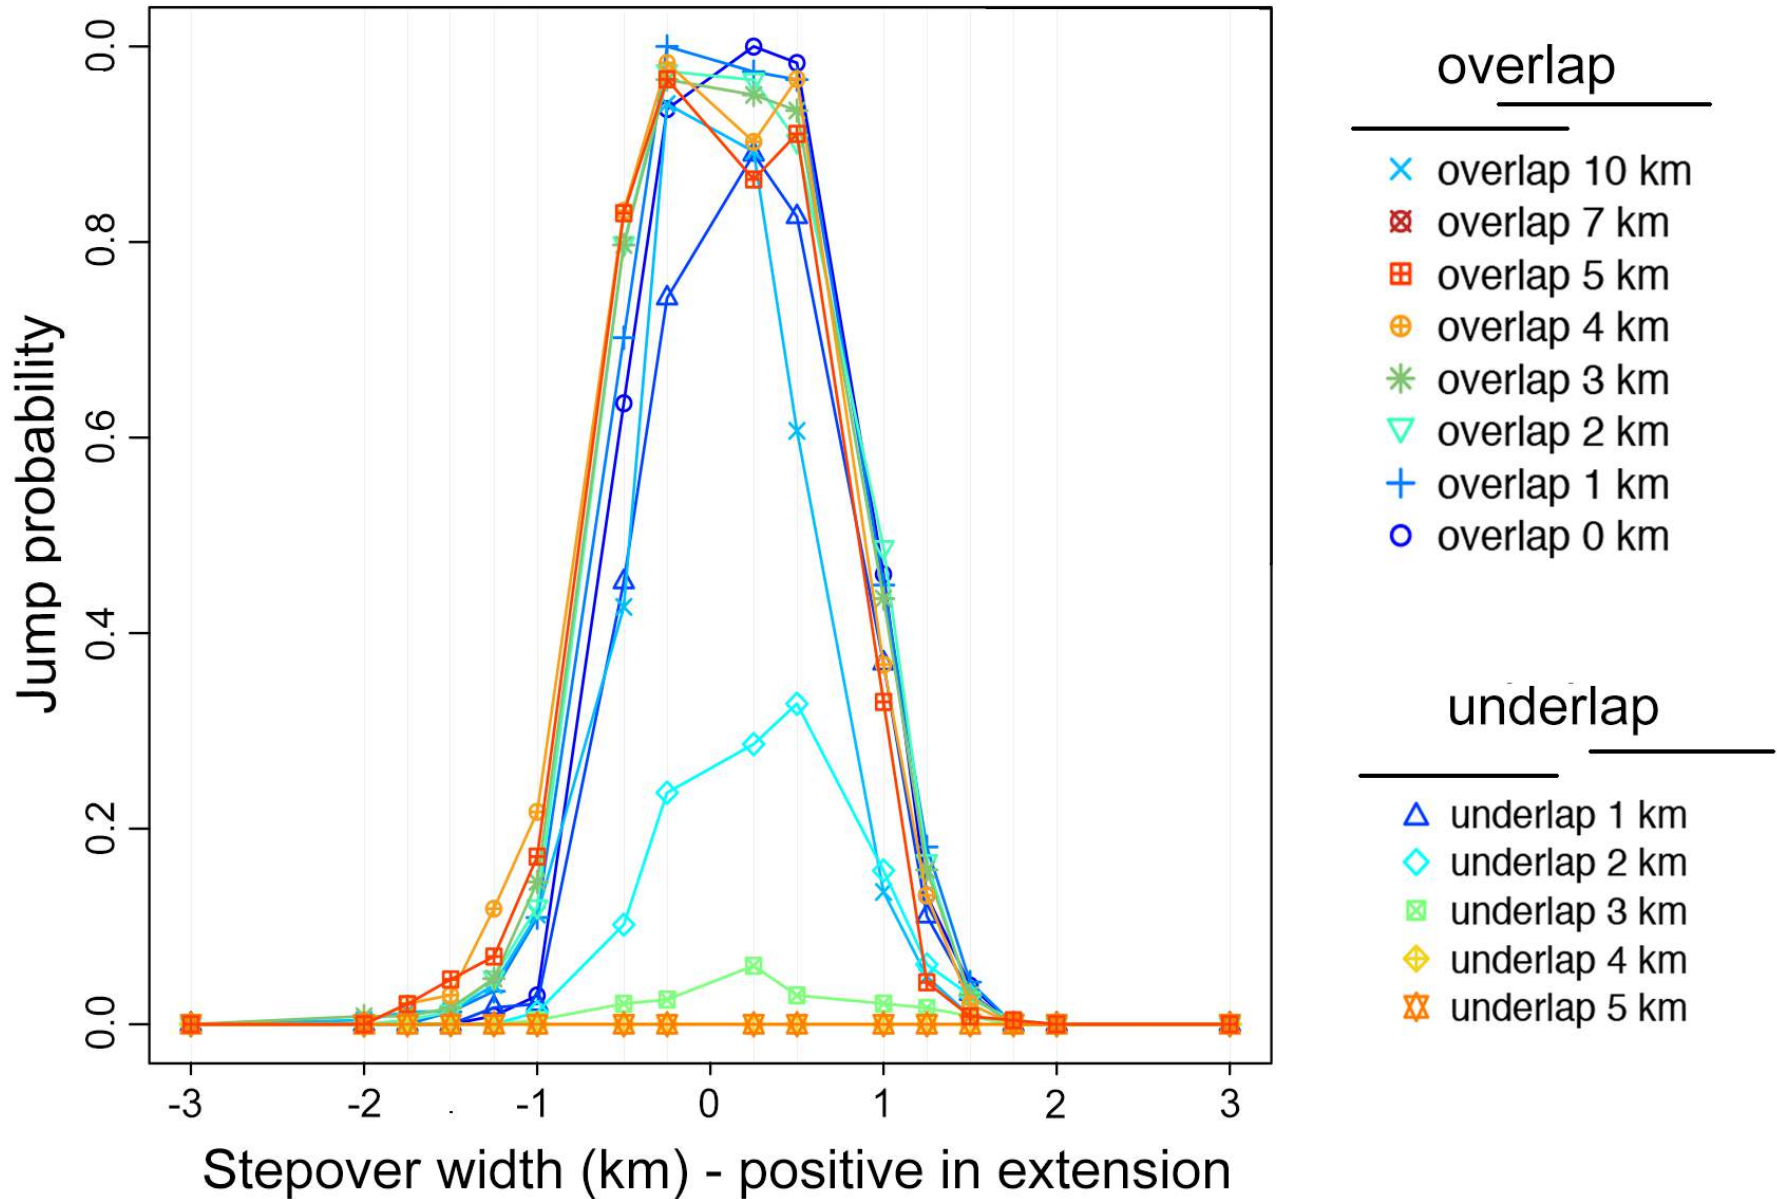 0.0
0.8
0.6
0.4
0.2
0.0
Jump probability
-3
-2
-1
0
1
2
3
Stepover width (km) - positive in extension
overlap
overlap 10 km
overlap 7 km
overlap 5 km
overlap 4 km
overlap 3 km
overlap 2 km
overlap 1 km
overlap 0 km
underlap
underlap 1 km
underlap 2 km
underlap 3 km
underlap 4 km
underlap 5 km